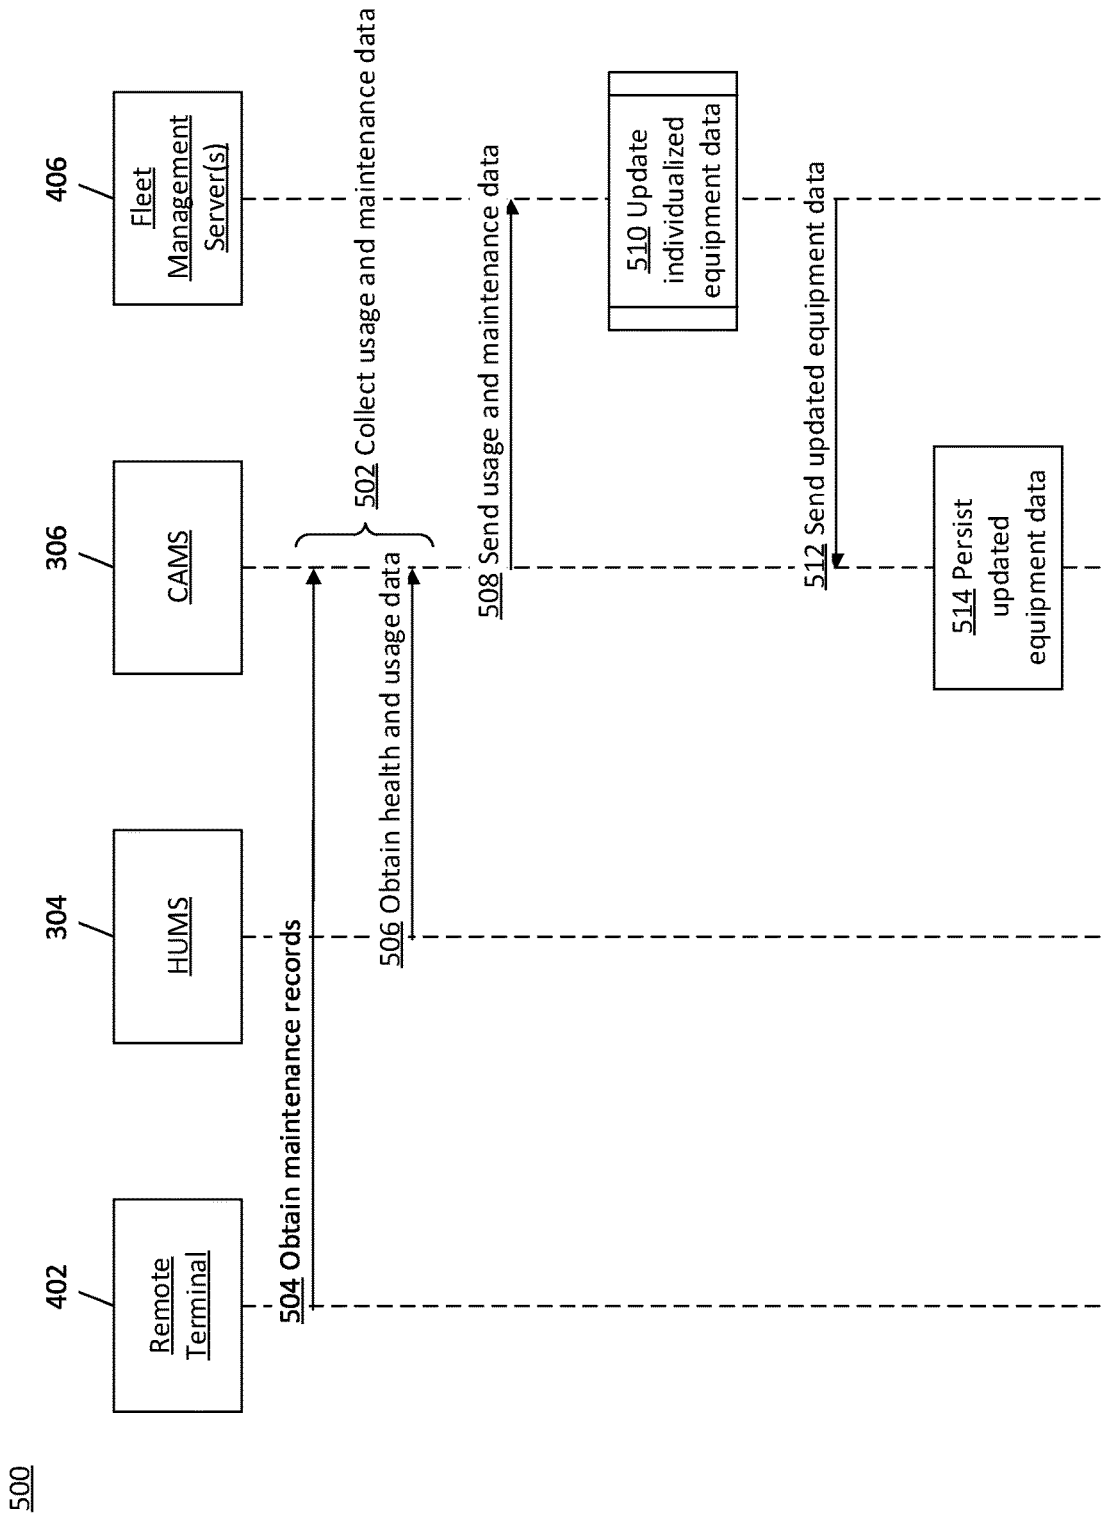 500
402
304
306
406
Remote
Terminal
HUMS
CAMS
Fleet
Management
Server(s)
504 Obtain maintenance records
502 Collect usage and maintenance data
506 Obtain health and usage data
508 Send usage and maintenance data
510 Update
individualized
equipment data
512 Send updated equipment data
514 Persist
updated
equipment data